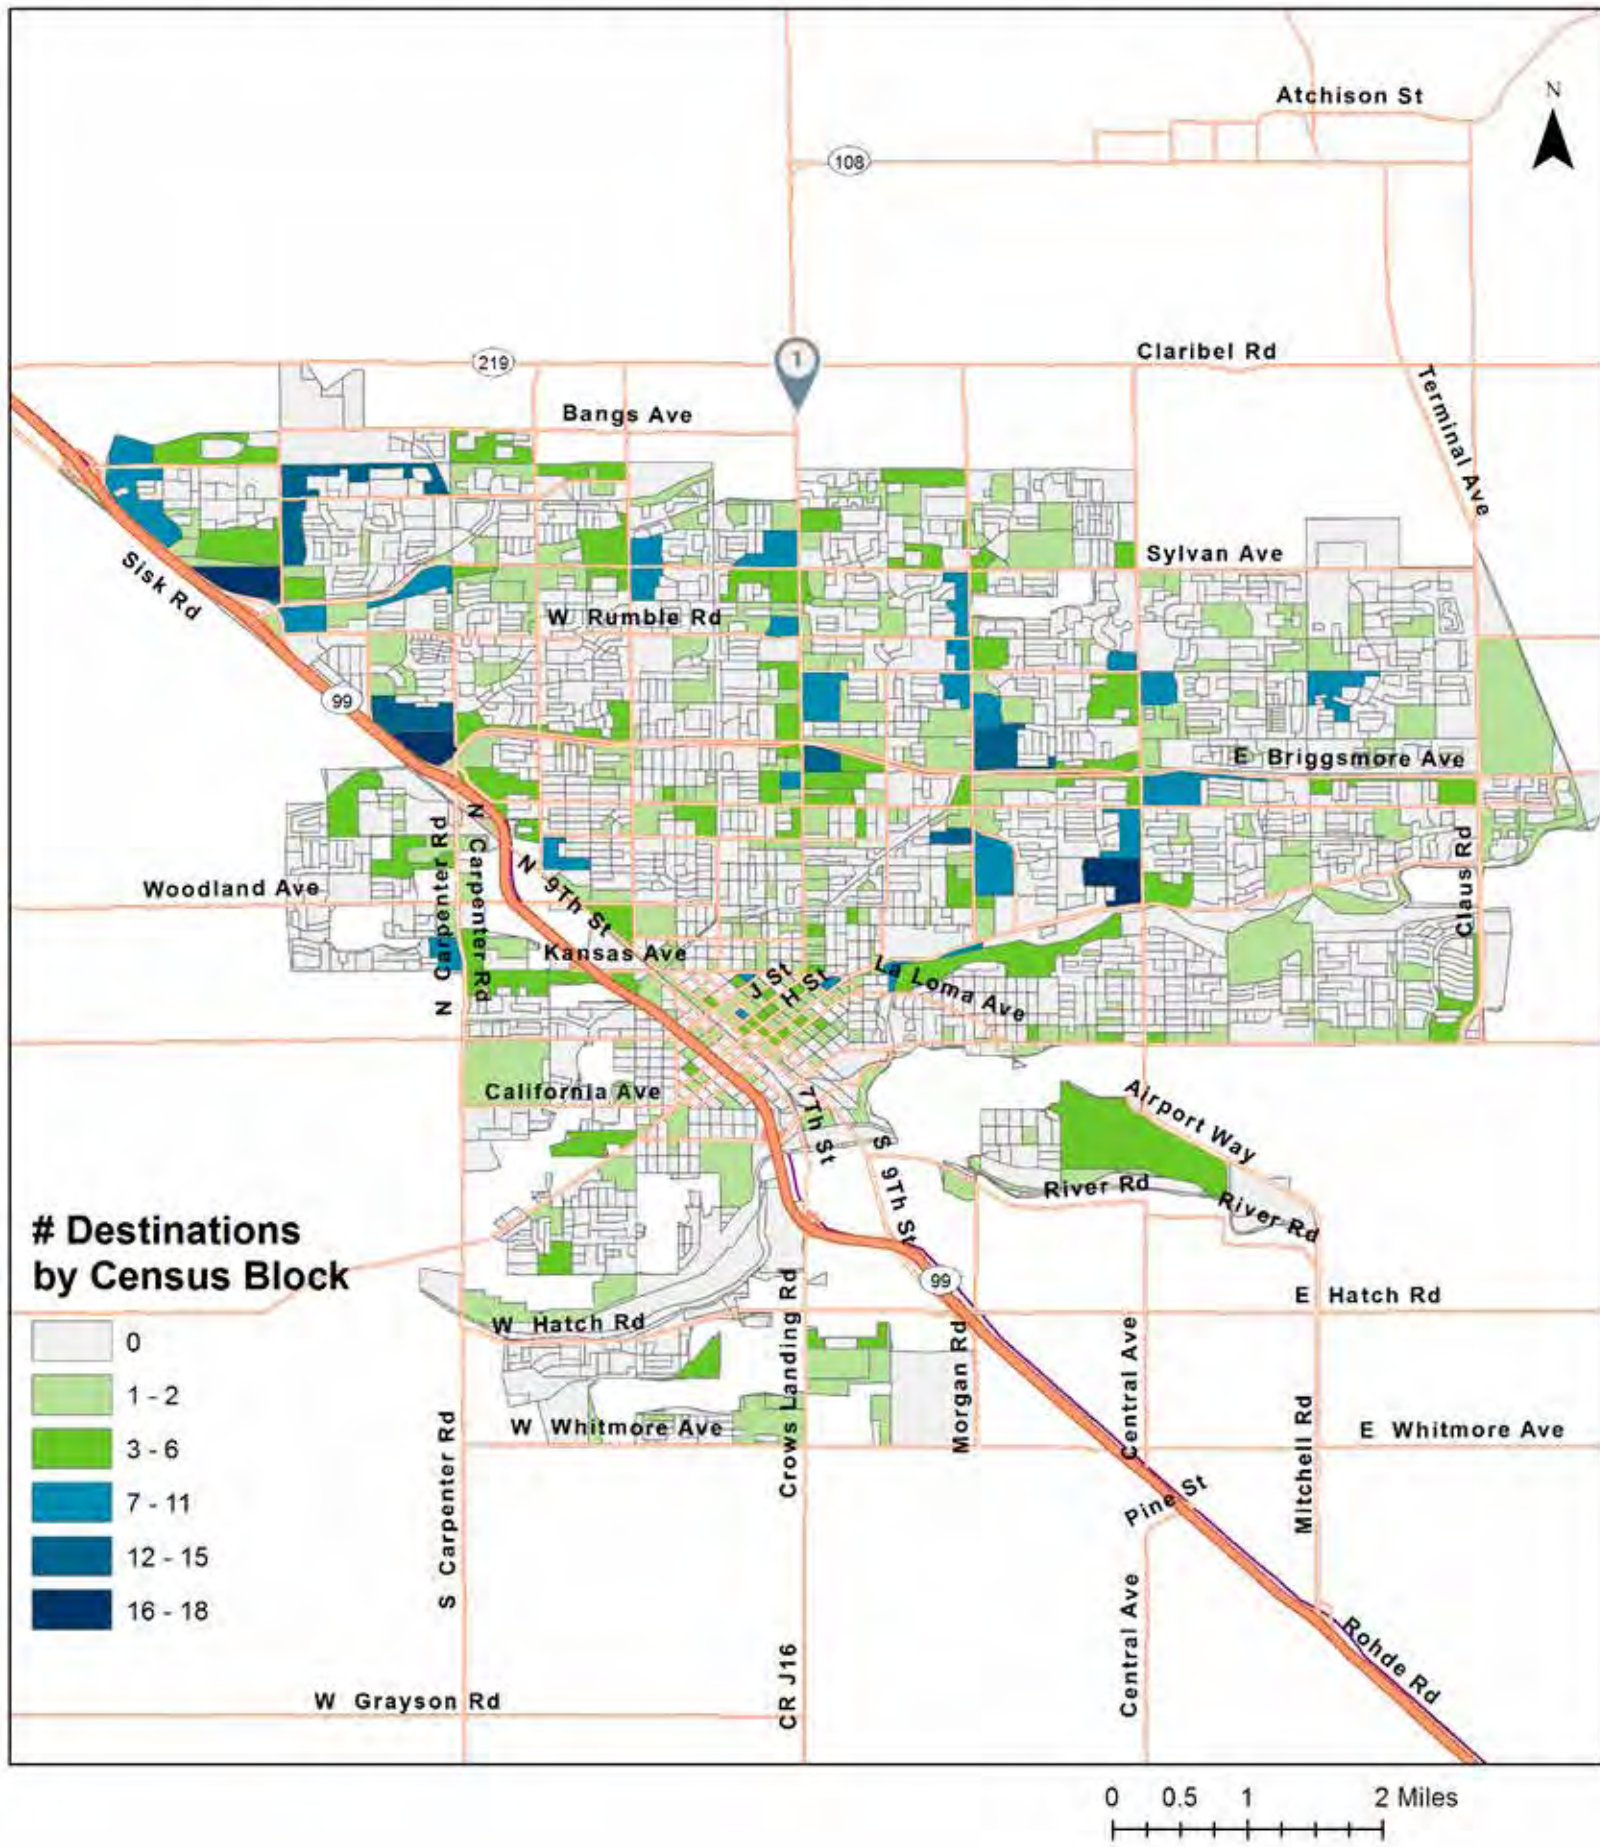 Atchison St
N
108
1
Claribel Rd
219
Terminal Ave
Bangs Ave
Sylvan Ave
Sisk Rd
W Rumble Rd
99
E Briggsmore Ave
N Carpenter Rd
N Carpenter Rd
Claus Rd
N 9Th St
Woodland Ave
Kansas Ave
J St
H St
La Loma Ave
California Ave
7Th St
Airport Way
S 9Th St
River Rd
River Rd
# Destinations
by Census Block
99
E Hatch Rd
W Hatch Rd
Crows Landing Rd
Morgan Rd
Central Ave
Mitchell Rd
0
1 - 2
3 - 6
7 - 11
12 - 15
16 - 18
W Whitmore Ave
E Whitmore Ave
S Carpenter Rd
Pine St
Central Ave
Rohde Rd
CR J16
W Grayson Rd
0 0.5 1 2 Miles